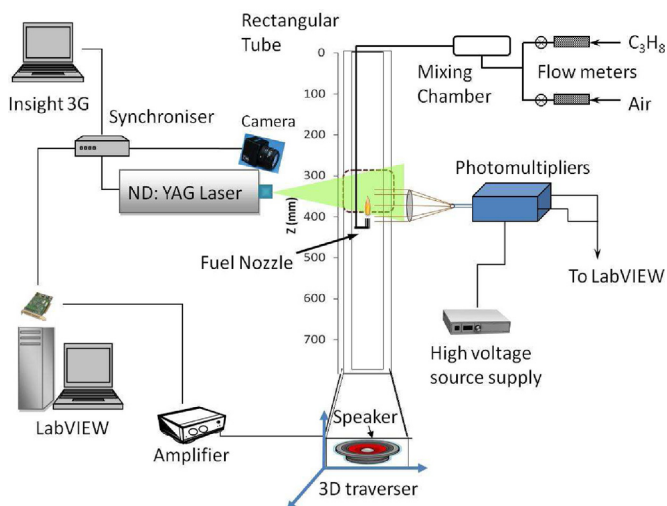 Rectangular
Tube
Insight 3G
Synchroniser
Camera
ND: YAG Laser
0
100
200
300
400
500
600
700
Z (mm)
Fuel Nozzle
Mixing
Chamber
Flow meters
C₃H₈
Air
Photomultipliers
To LabVIEW
High voltage
source supply
LabVIEW
Amplifier
Speaker
3D traverser